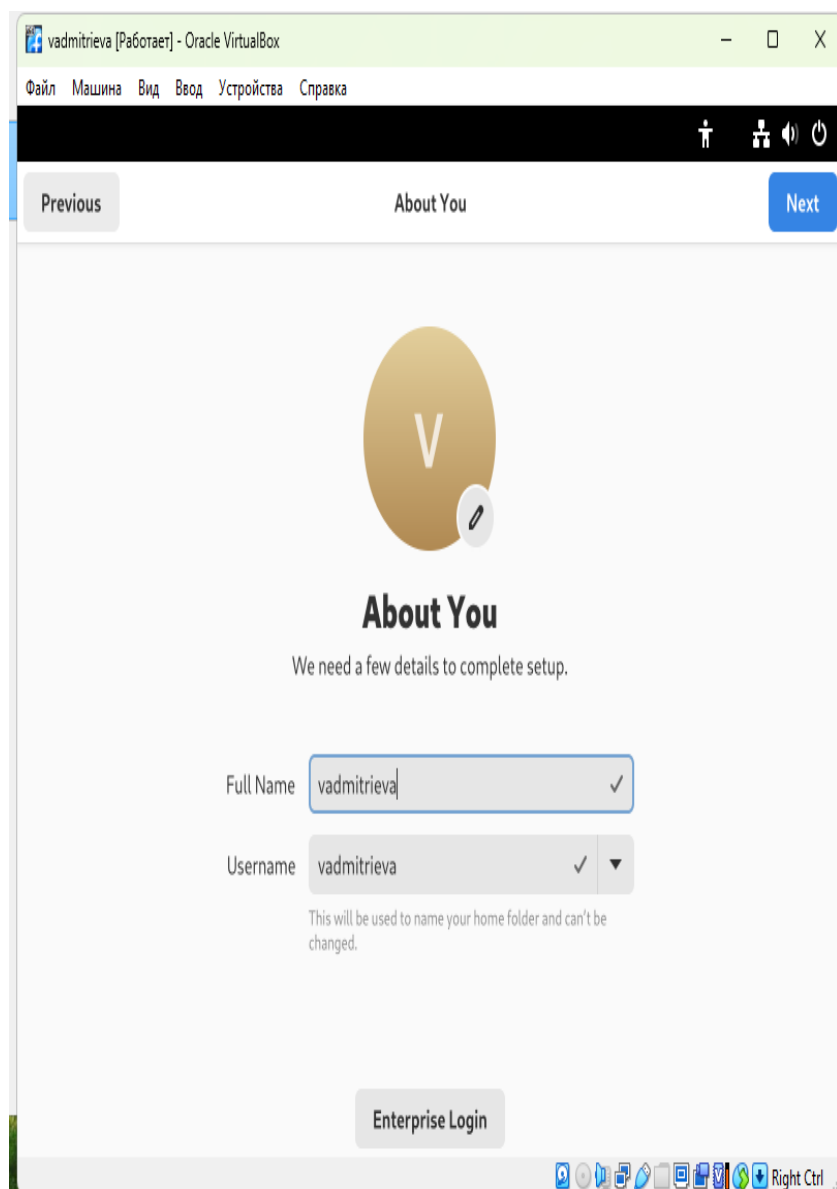 vadmitrieva [Работает] - Oracle VirtualBox
Файл Машина Вид Ввод Устройства Справка
Previous About You Next
V
About You
We need a few details to complete setup.
Full Name vadmitrieva
Username vadmitrieva
This will be used to name your home folder and can't be
changed.
Enterprise Login
Right Ctrl